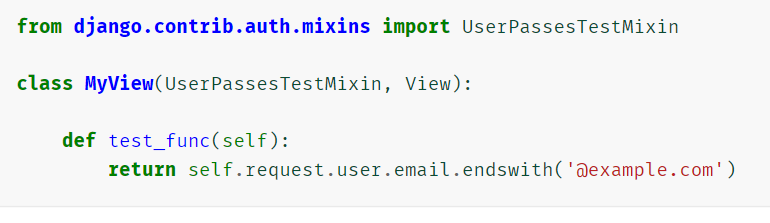 from django.contrib.auth.mixins import UserPassesTestMixin
class MyView(UserPassesTestMixin, View):
def test_func(self):
return self.request.user.email.endswith('@example.com')